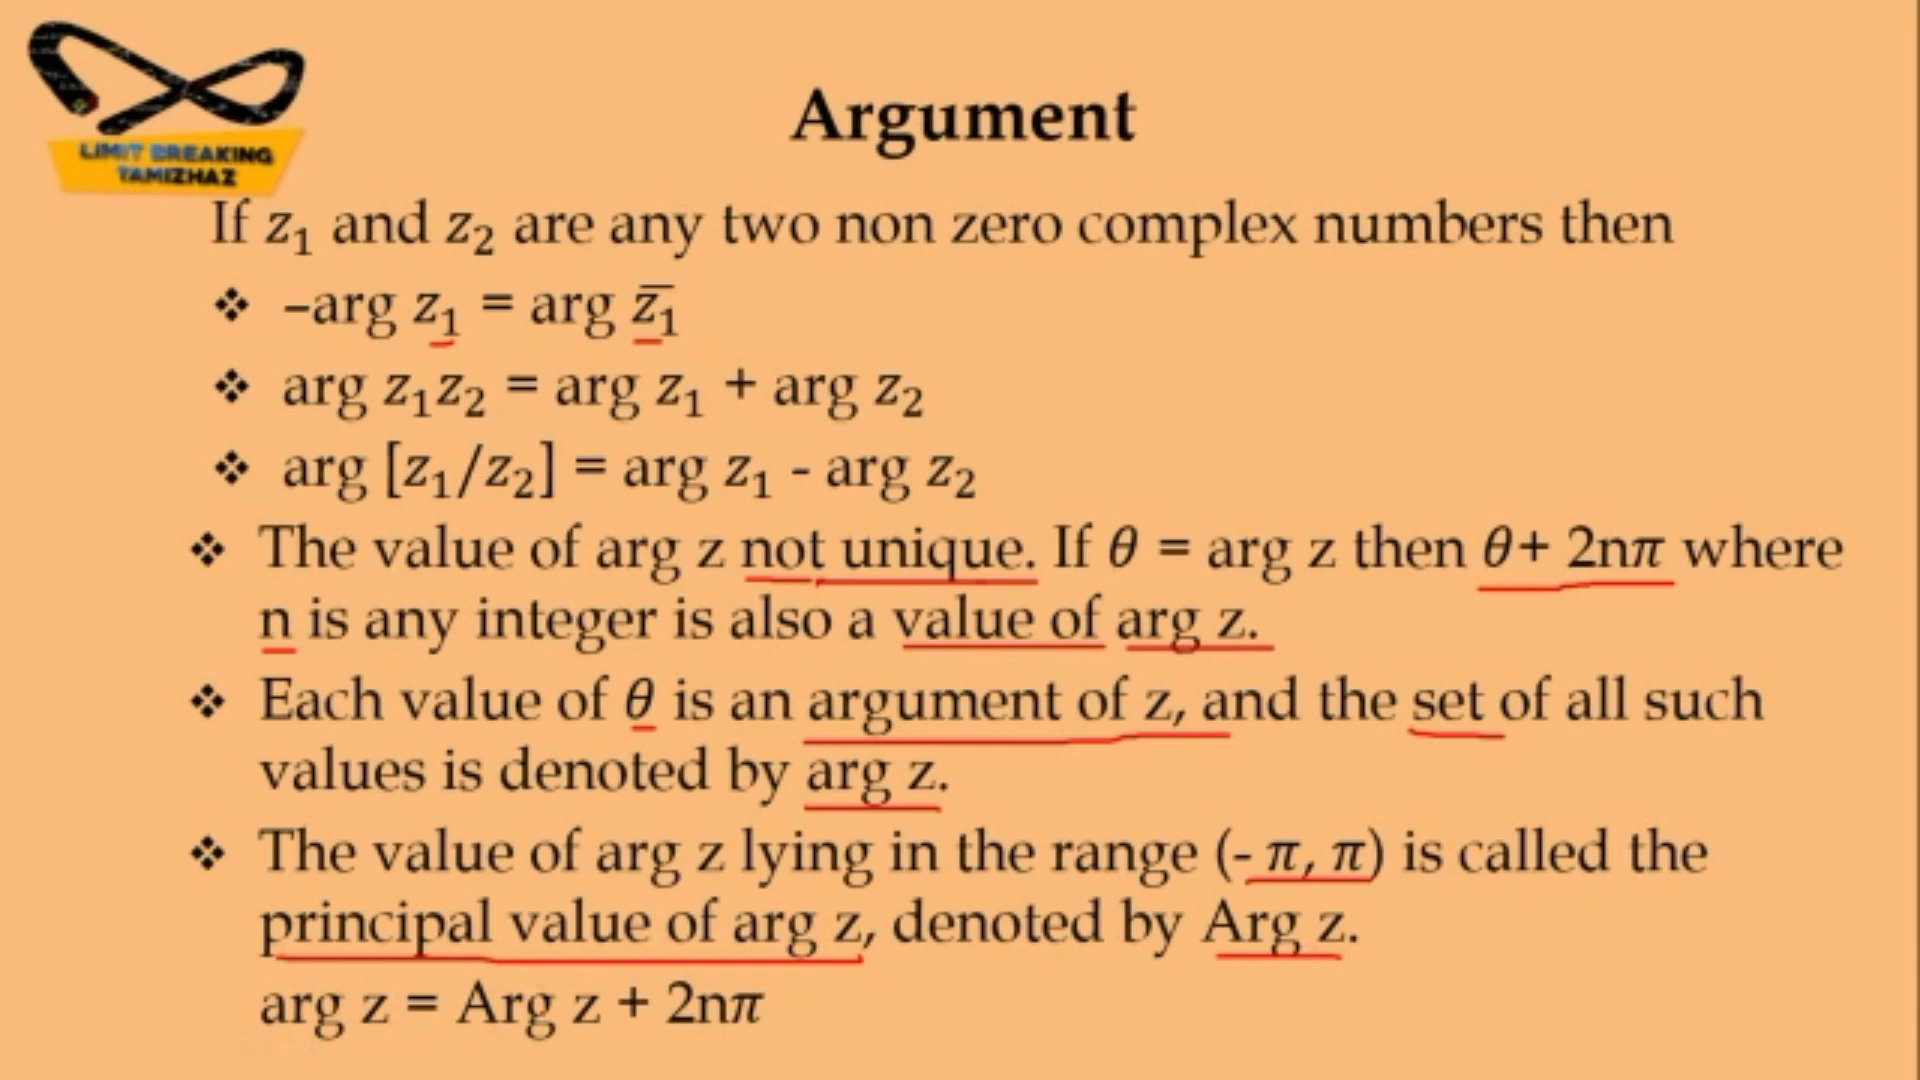 LIMIT BREAKING
TAMIZHAZ
Argument
If z₁ and z₂ are any two non zero complex numbers then
❖ –arg z₁ = arg z̅₁
❖ arg z₁z₂ = arg z₁ + arg z₂
❖ arg [z₁/z₂] = arg z₁ - arg z₂
❖ The value of arg z not unique. If θ = arg z then θ+ 2nπ where
n is any integer is also a value of arg z.
❖ Each value of θ is an argument of z, and the set of all such
values is denoted by arg z.
❖ The value of arg z lying in the range (- π, π) is called the
principal value of arg z, denoted by Arg z.
arg z = Arg z + 2nπ